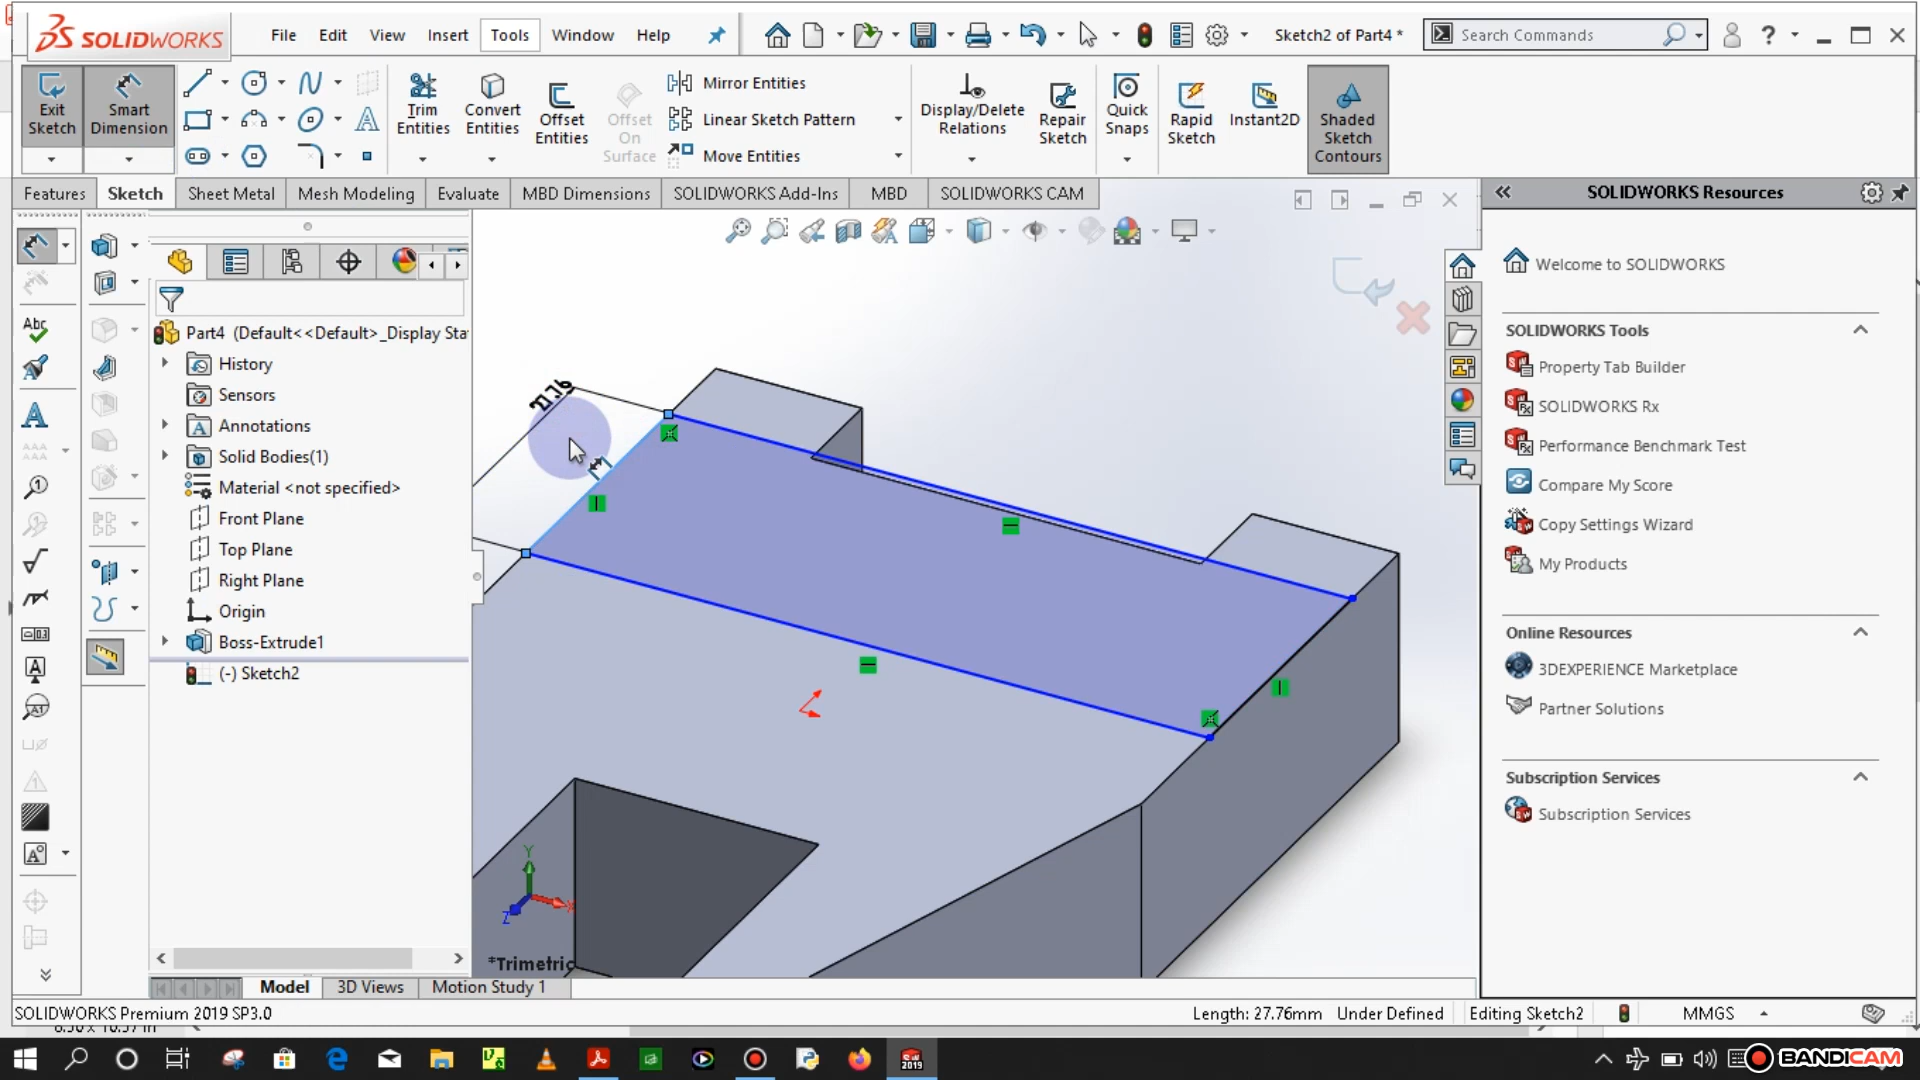 SOLIDWORKS
File Edit View Insert Tools Window Help
Sketch2 of Part4 *
Search Commands
Exit Sketch
Smart Dimension
Trim Entities
Convert Entities
Offset Entities
Offset On Surface
Mirror Entities
Linear Sketch Pattern
Move Entities
Display/Delete Relations
Repair Sketch
Quick Snaps
Rapid Sketch
Instant2D
Shaded Sketch Contours
Features Sketch Sheet Metal Mesh Modeling Evaluate MBD Dimensions SOLIDWORKS Add-Ins MBD SOLIDWORKS CAM
Part4 (Default<<Default>_Display Sta
History
Sensors
Annotations
Solid Bodies(1)
Material <not specified>
Front Plane
Top Plane
Right Plane
Origin
Boss-Extrude1
(-) Sketch2
27.76
Y
X
Z
*Trimetric
SOLIDWORKS Resources
Welcome to SOLIDWORKS
SOLIDWORKS Tools
Property Tab Builder
SOLIDWORKS Rx
Performance Benchmark Test
Compare My Score
Copy Settings Wizard
My Products
Online Resources
3DEXPERIENCE Marketplace
Partner Solutions
Subscription Services
Subscription Services
Model 3D Views Motion Study 1
SOLIDWORKS Premium 2019 SP3.0
Length: 27.76mm Under Defined Editing Sketch2 MMGS
BANDICAM